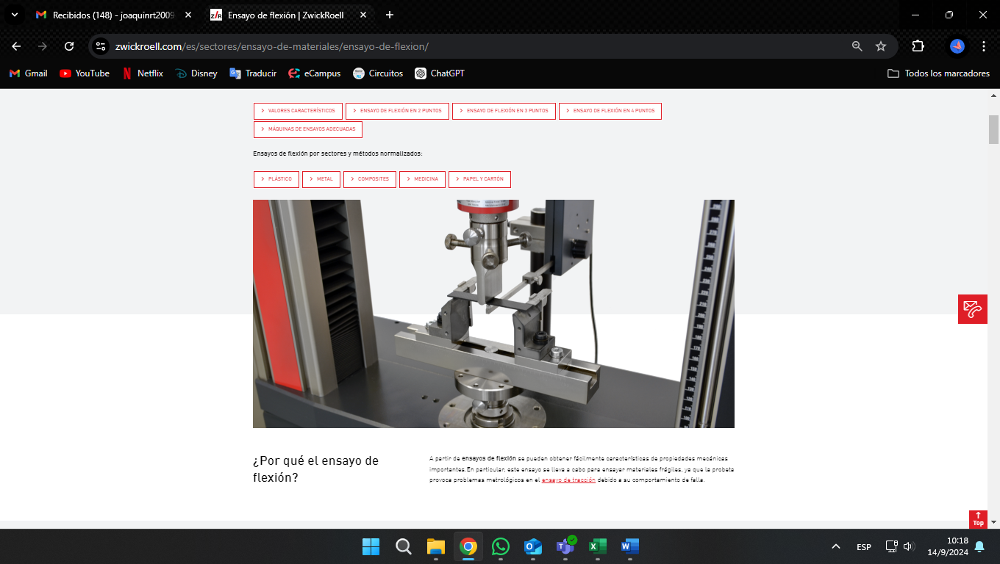 Recibidos (148) - joaquinrt2009
Ensayo de flexión | ZwickRoell
zwickroell.com/es/sectores/ensayo-de-materiales/ensayo-de-flexion/
Gmail YouTube Netflix Disney Traducir eCampus Circuitos ChatGPT Todos los marcadores
VALORES CARACTERÍSTICOS ENSAYO DE FLEXIÓN EN 2 PUNTOS ENSAYO DE FLEXIÓN EN 3 PUNTOS ENSAYO DE FLEXIÓN EN 4 PUNTOS
MÁQUINAS DE ENSAYOS ADECUADAS
Ensayos de flexión por sectores y métodos normalizados:
PLÁSTICO METAL COMPOSITES MEDICINA PAPEL Y CARTÓN
¿Por qué el ensayo de
flexión?
A partir de ensayos de flexión se pueden obtener fácilmente características de propiedades mecánicas
importantes.En particular, este ensayo se lleva a cabo para ensayar materiales frágiles, ya que la probeta
provoca problemas metrológicos en el ensayo de tracción debido a su comportamiento de falla.
Top
ESP
10:18
14/9/2024